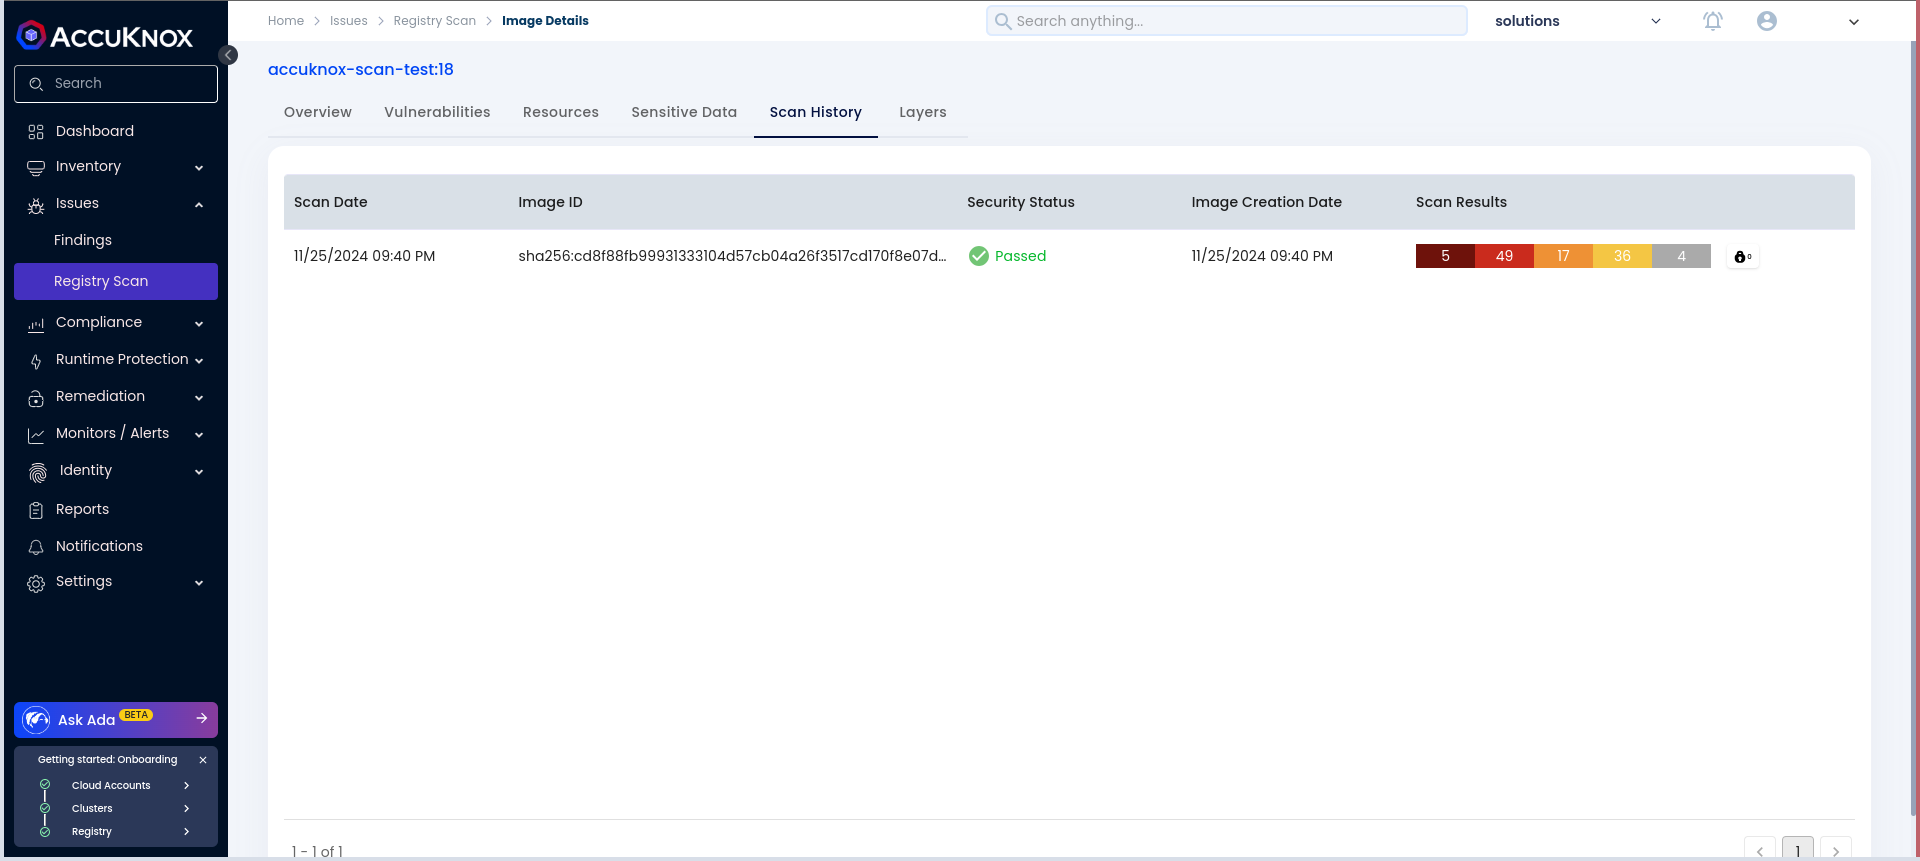 Home > Issues > Registry Scan > Image Details
Search anything...
solutions
ACCUKNOX
Search
Dashboard
Inventory
Issues
Findings
Registry Scan
Compliance
Runtime Protection
Remediation
Monitors / Alerts
Identity
Reports
Notifications
Settings
Ask Ada BETA
Getting started: Onboarding
Cloud Accounts
Clusters
Registry
accuknox-scan-test:18
Overview Vulnerabilities Resources Sensitive Data Scan History Layers
Scan Date Image ID Security Status Image Creation Date Scan Results
11/25/2024 09:40 PM sha256:cd8f88fb99931333104d57cb04a26f3517cd170f8e07d... Passed 11/25/2024 09:40 PM 5 49 17 36 4 0
1 - 1 of 1
1